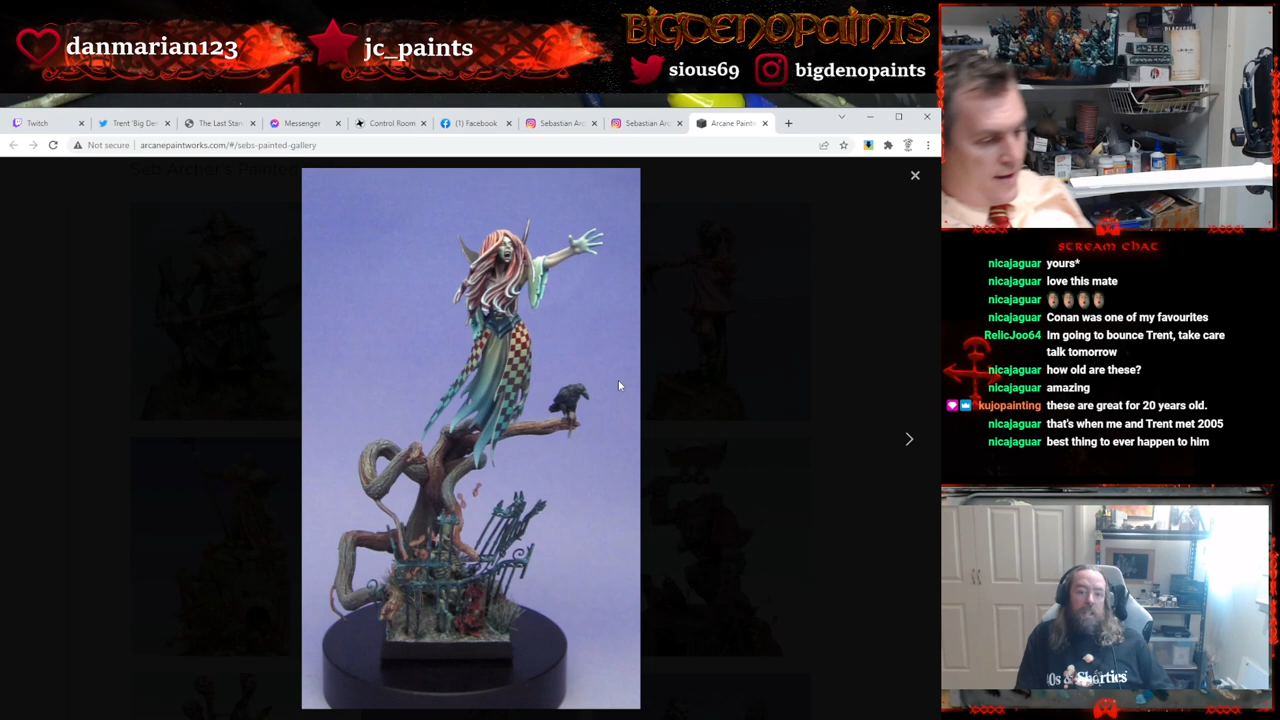 danmarian123
jc_paints
BIGDENOPAINTS
sious69
bigdenopaints
Twitch
Trent 'Big De
The Last Stan
Messenger
Control Room
(1) Facebook
Sebastian Arc
Sebastian Arc
Arcane Paint
Not secure
arcanepaintworks.com/#/sebs-painted-gallery
STREAM CHAT
nicajaguar yours*
nicajaguar love this mate
nicajaguar
nicajaguar Conan was one of my favourites
RelicJoo64 Im going to bounce Trent, take care
talk tomorrow
nicajaguar how old are these?
nicajaguar amazing
kujopainting these are great for 20 years old.
nicajaguar that's when me and Trent met 2005
nicajaguar best thing to ever happen to him